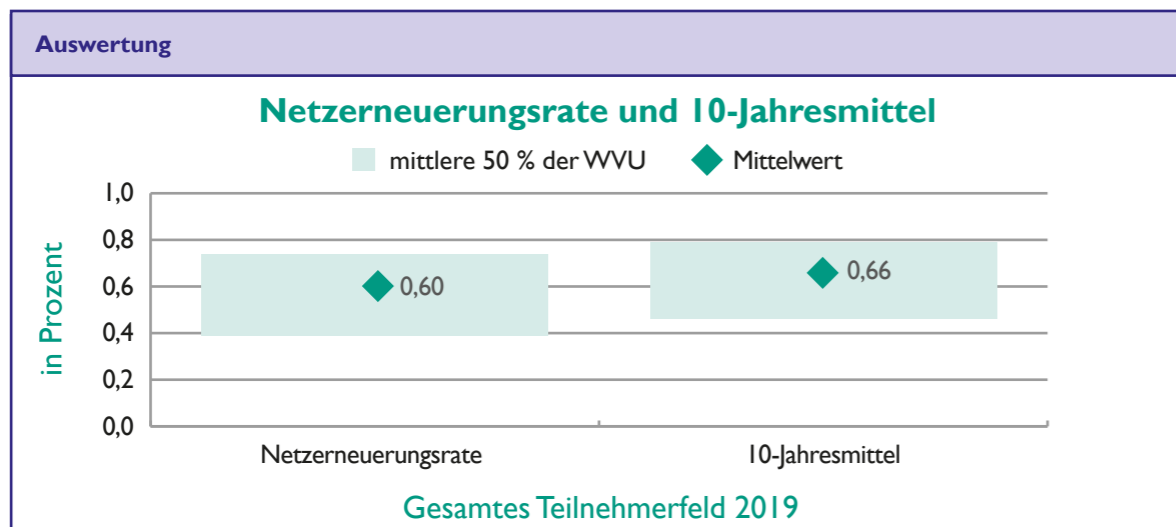 Auswertung
Netzerneuerungsrate und 10-Jahresmittel
mittlere 50 % der WVU Mittelwert
in Prozent
1,0
0,8
0,6
0,4
0,2
0,0
0,60
0,66
Netzerneuerungsrate 10-Jahresmittel
Gesamtes Teilnehmerfeld 2019